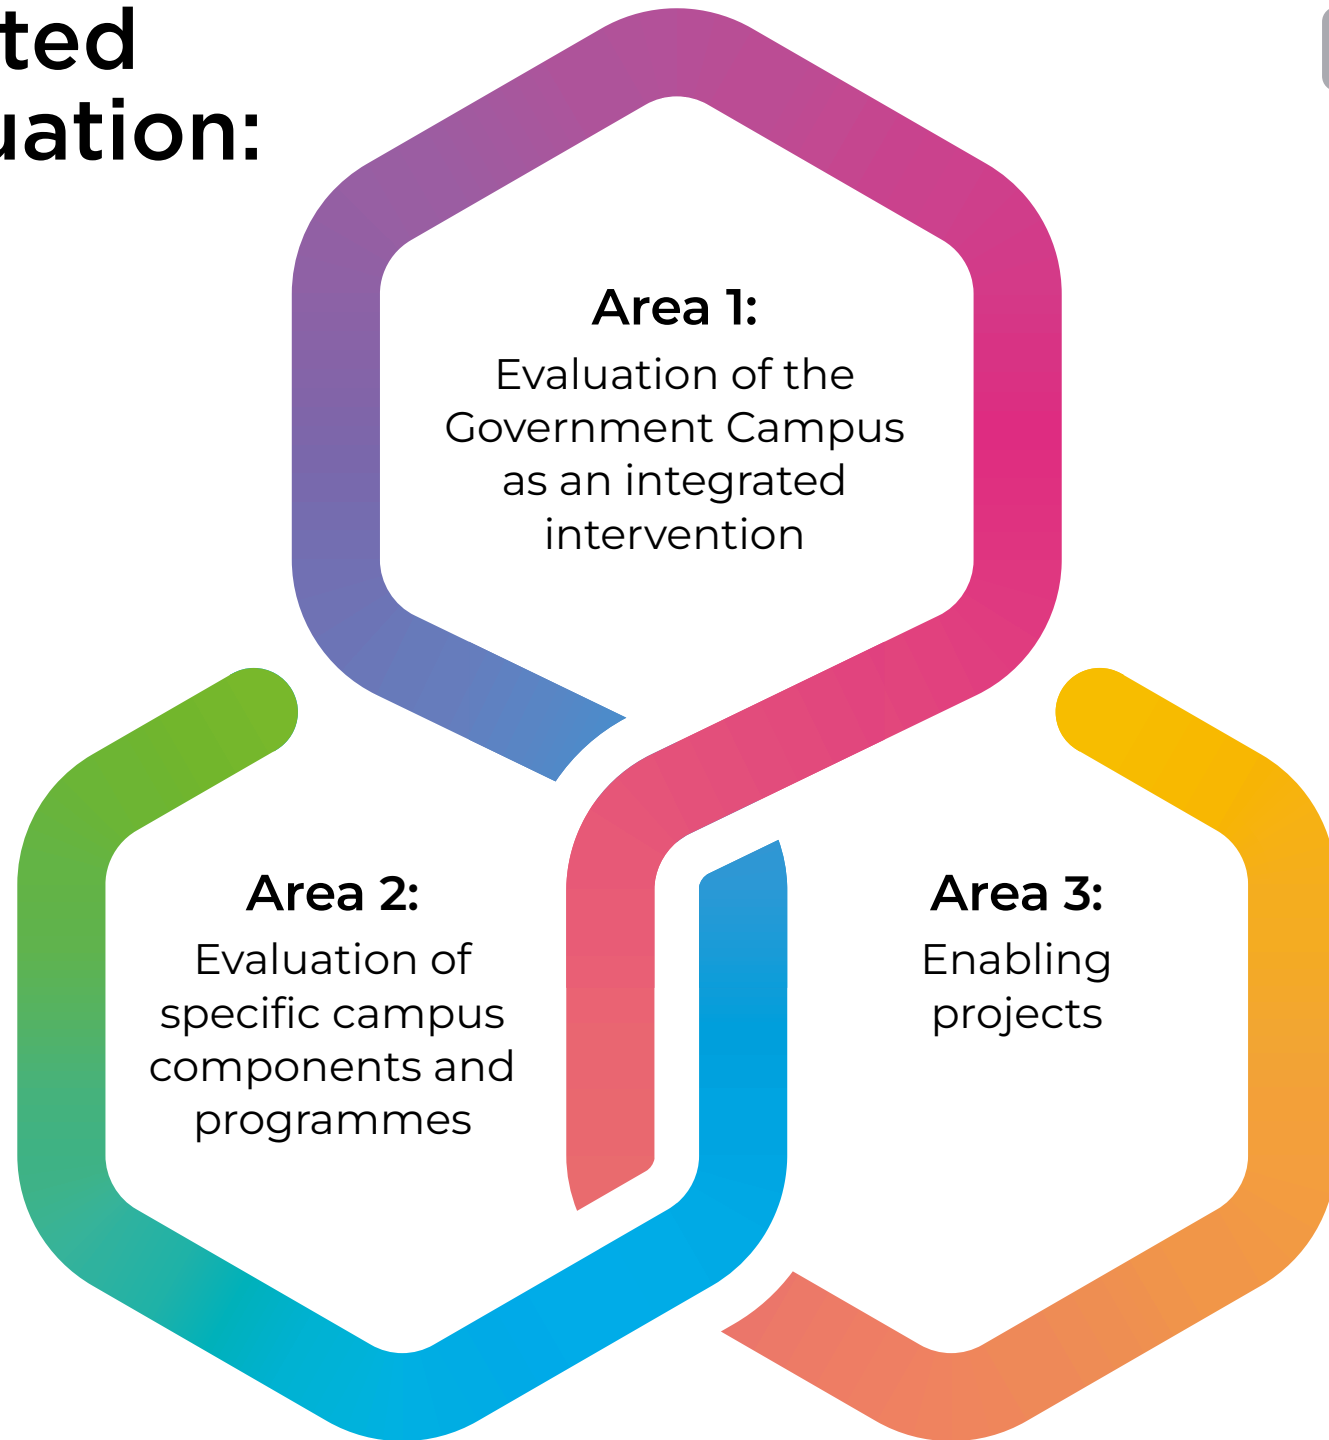 ted
uation:
Area 1:
Evaluation of the
Government Campus
as an integrated
intervention
Area 2:
Evaluation of
specific campus
components and
programmes
Area 3:
Enabling
projects